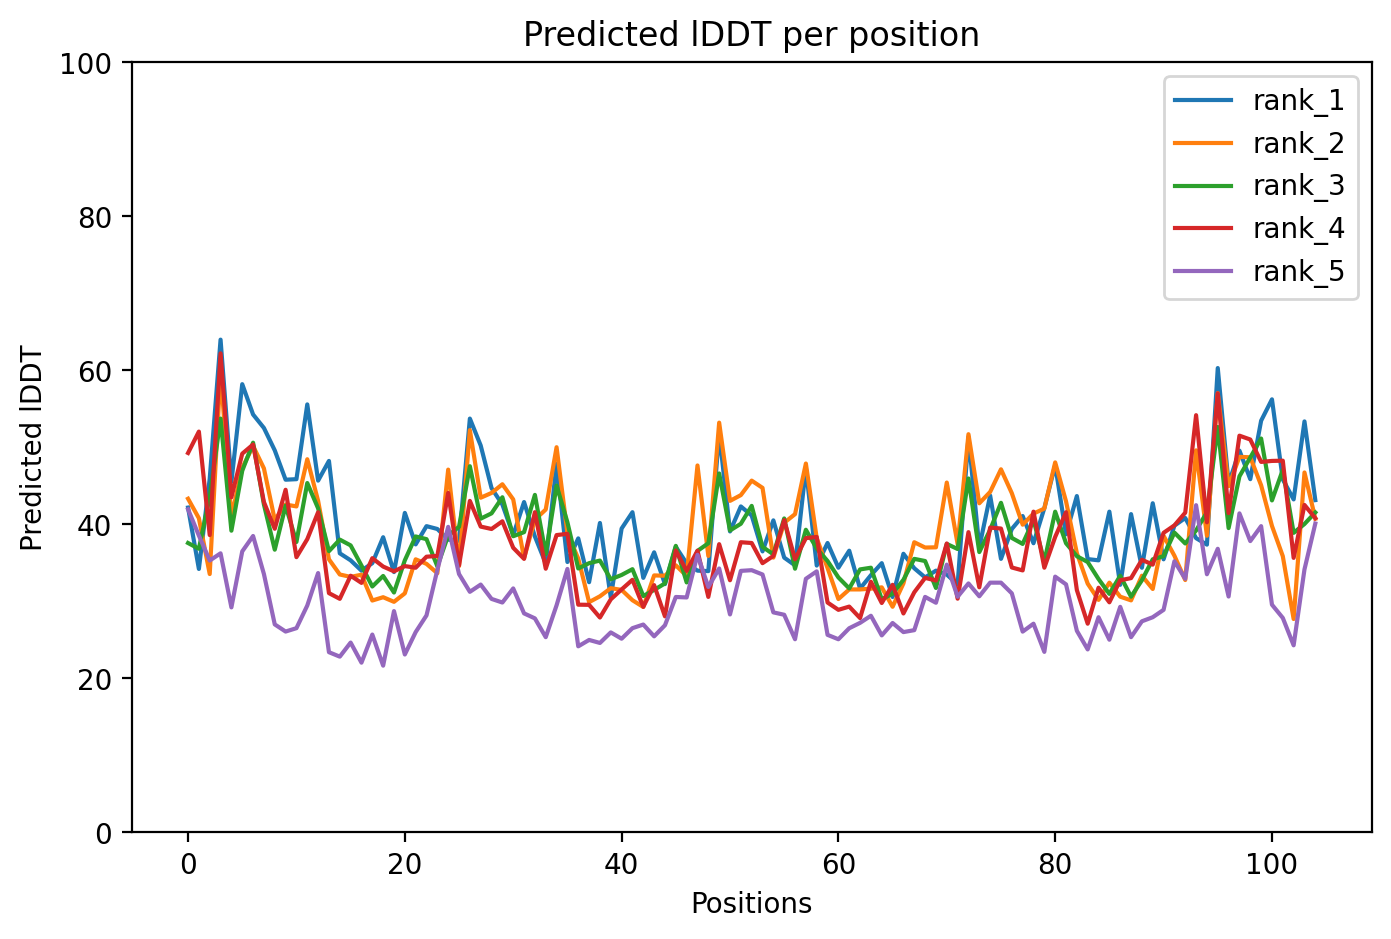 Predicted lDDT per position
100
80
60
40
20
0
Predicted lDDT
0 20 40 60 80 100
Positions
rank_1
rank_2
rank_3
rank_4
rank_5